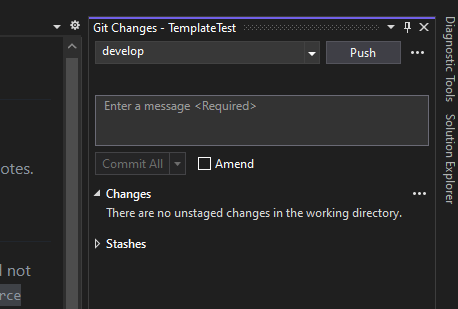 Git Changes - TemplateTest
develop
Push
Enter a message <Required>
Commit All
Amend
Changes
There are no unstaged changes in the working directory.
Stashes
otes.
not
rce
Diagnostic Tools
Solution Explorer